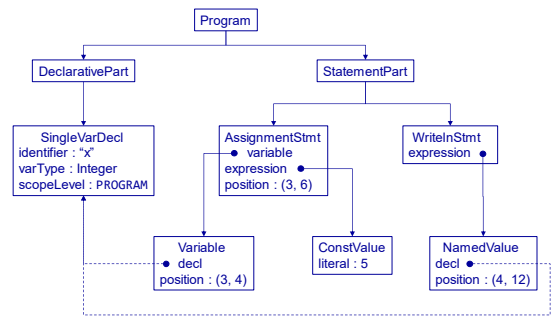 Program
DeclarativePart
StatementPart
SingleVarDecl
identifier : “x”
varType : Integer
scopeLevel : PROGRAM
AssignmentStmt
variable
expression
position : (3, 6)
WritelnStmt
expression
Variable
decl
position : (3, 4)
ConstValue
literal : 5
NamedValue
decl
position : (4, 12)